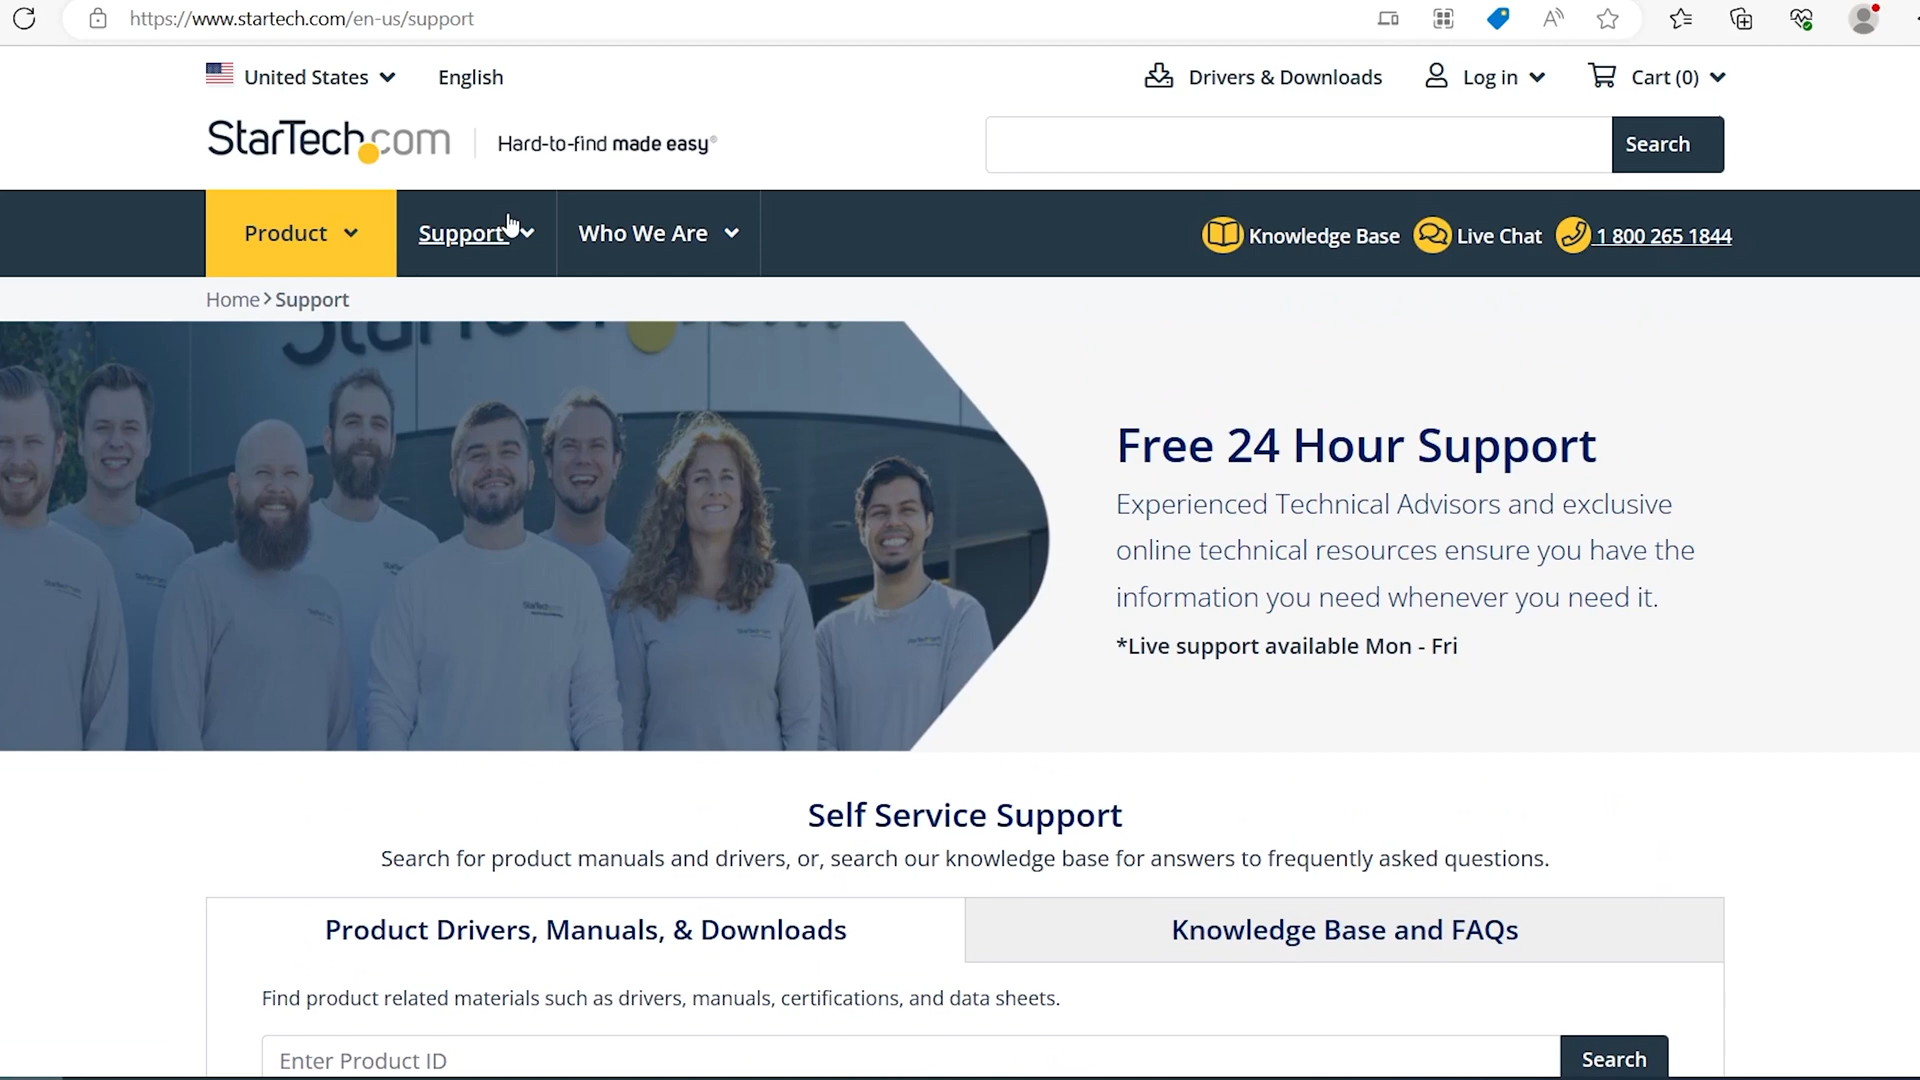 https://www.startech.com/en-us/support
United States
English
Drivers & Downloads
Log in
Cart (0)
StarTech.com
Hard-to-find made easy®
Search
Product
Support
Who We Are
Knowledge Base
Live Chat
1 800 265 1844
Home > Support
Free 24 Hour Support
Experienced Technical Advisors and exclusive
online technical resources ensure you have the
information you need whenever you need it.
*Live support available Mon - Fri
Self Service Support
Search for product manuals and drivers, or, search our knowledge base for answers to frequently asked questions.
Product Drivers, Manuals, & Downloads
Knowledge Base and FAQs
Find product related materials such as drivers, manuals, certifications, and data sheets.
Enter Product ID
Search